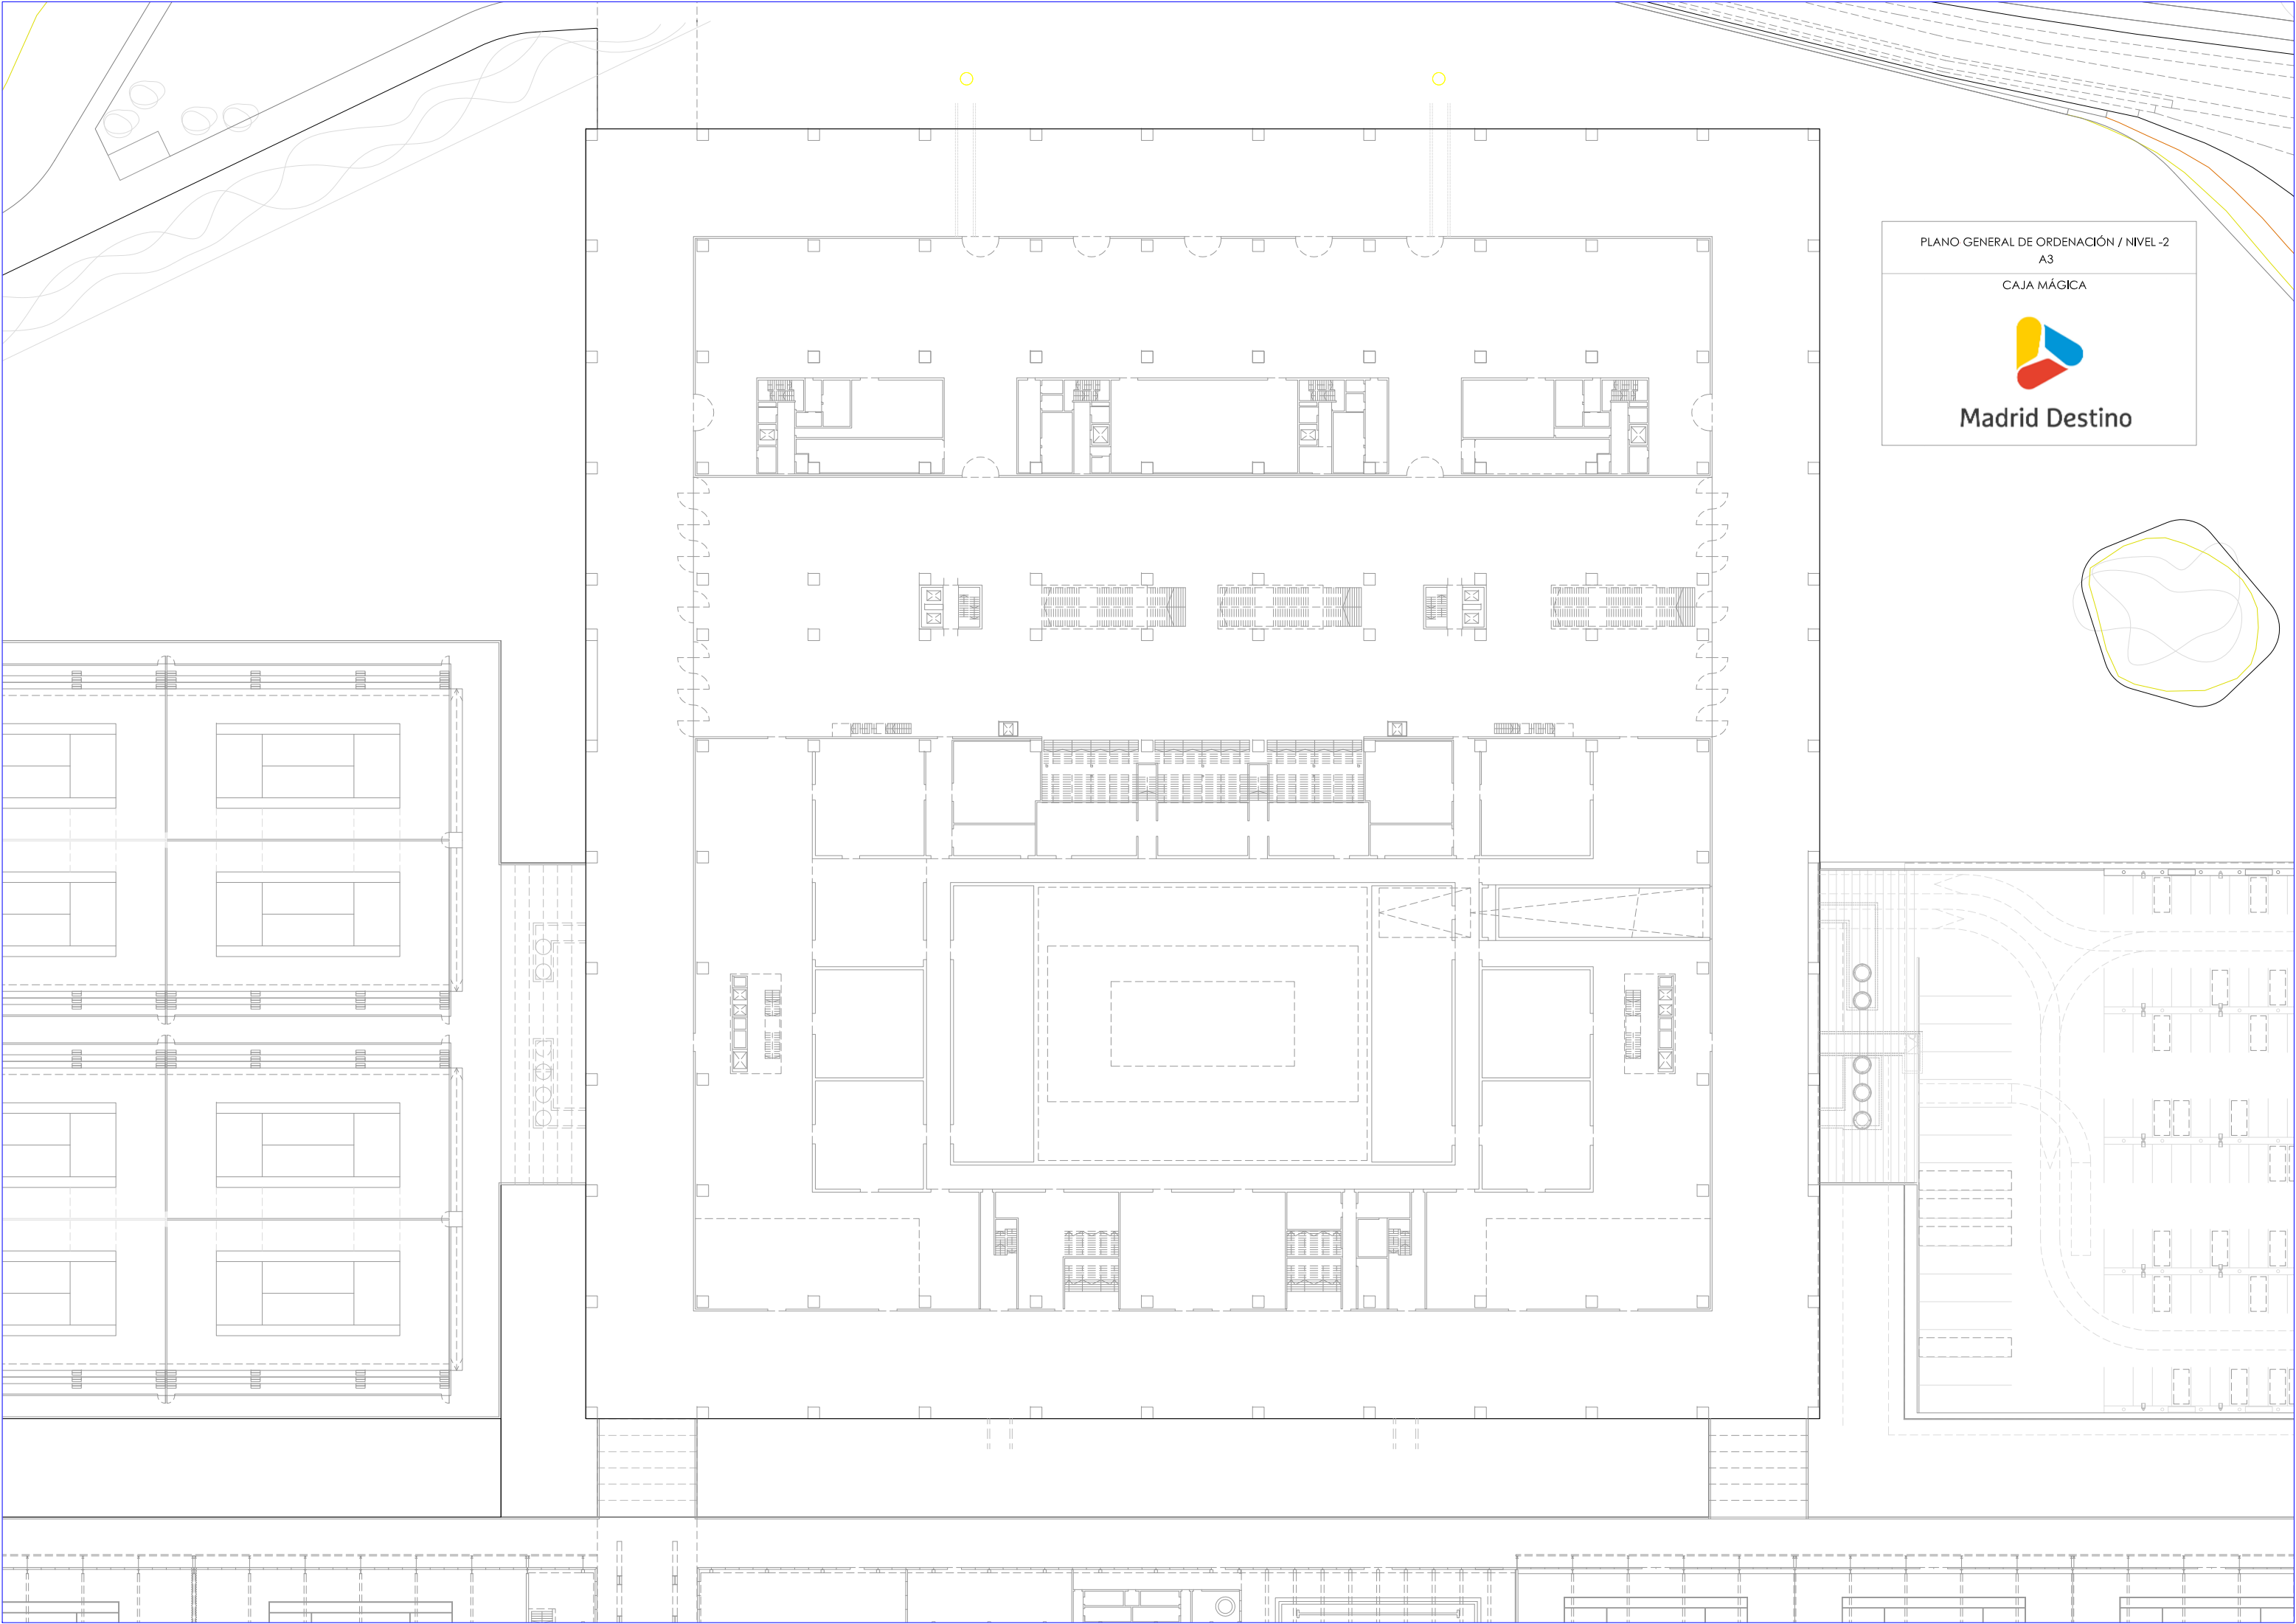 PLANO GENERAL DE ORDENACIÓN / NIVEL -2
A3
CAJA MÁGICA
Madrid Destino